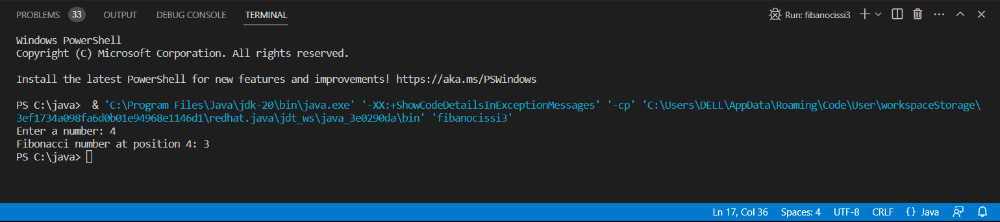 PROBLEMS 33 OUTPUT DEBUG CONSOLE TERMINAL Run: fibanocissi3
Windows PowerShell
Copyright (C) Microsoft Corporation. All rights reserved.
Install the latest PowerShell for new features and improvements! https://aka.ms/PSWindows
PS C:\java>  & 'C:\Program Files\Java\jdk-20\bin\java.exe' '-XX:+ShowCodeDetailsInExceptionMessages' '-cp' 'C:\Users\DELL\AppData\Roaming\Code\User\workspaceStorage\
3ef1734a098fa6d0b01e94968e1146d1\redhat.java\jdt_ws\java_3e0290da\bin' 'fibanocissi3'
Enter a number: 4
Fibonacci number at position 4: 3
PS C:\java>
Ln 17, Col 36 Spaces: 4 UTF-8 CRLF {} Java